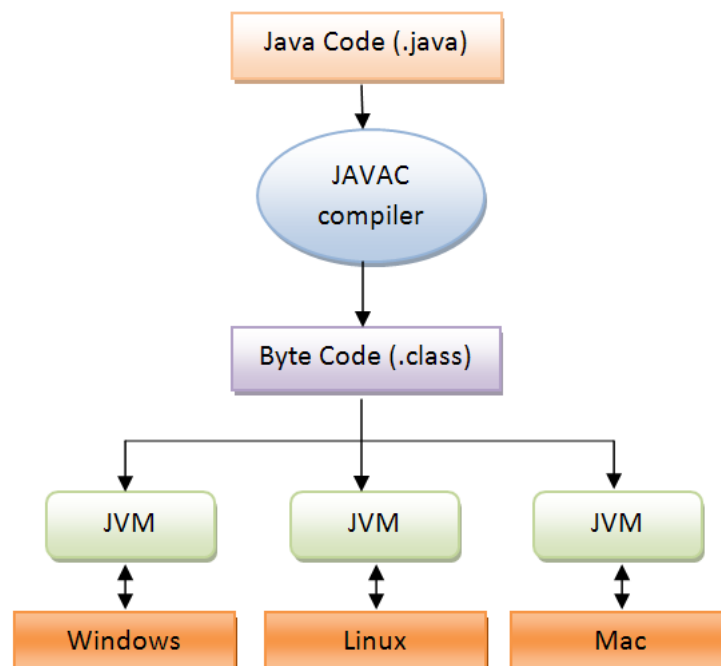 Java Code (.java)
JAVAC
compiler
Byte Code (.class)
JVM
JVM
JVM
Windows
Linux
Mac